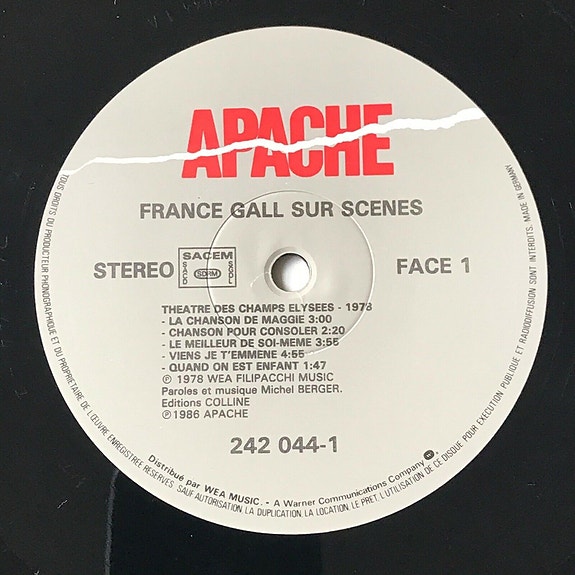 APACHE
FRANCE GALL SUR SCENES
STEREO
SACEM
SACD
SDRM
SGDL
FACE 1
THEATRE DES CHAMPS ELYSEES - 1978
- LA CHANSON DE MAGGIE 3:00
- CHANSON POUR CONSOLER 2:20
- LE MEILLEUR DE SOI-MEME 3:55
- VIENS JE T'EMMENE 4:55
- QUAND ON EST ENFANT 1:47
℗ 1978 WEA FILIPACCHI MUSIC
Paroles et musique Michel BERGER.
Editions COLLINE
℗1986 APACHE
242 044-1
Distribué par WEA MUSIC. - A Warner Communications Company
TOUS DROITS DU PRODUCTEUR PHONOGRAPHIQUE ET DU PROPRIETAIRE DE L'ŒUVRE ENREGISTREE RESERVES. SAUF AUTORISATION, LA DUPLICATION, LA LOCATION, LE PRET, L'UTILISATION DE CE DISQUE POUR EXECUTION PUBLIQUE ET RADIODIFFUSION SONT INTERDITS. MADE IN GERMANY